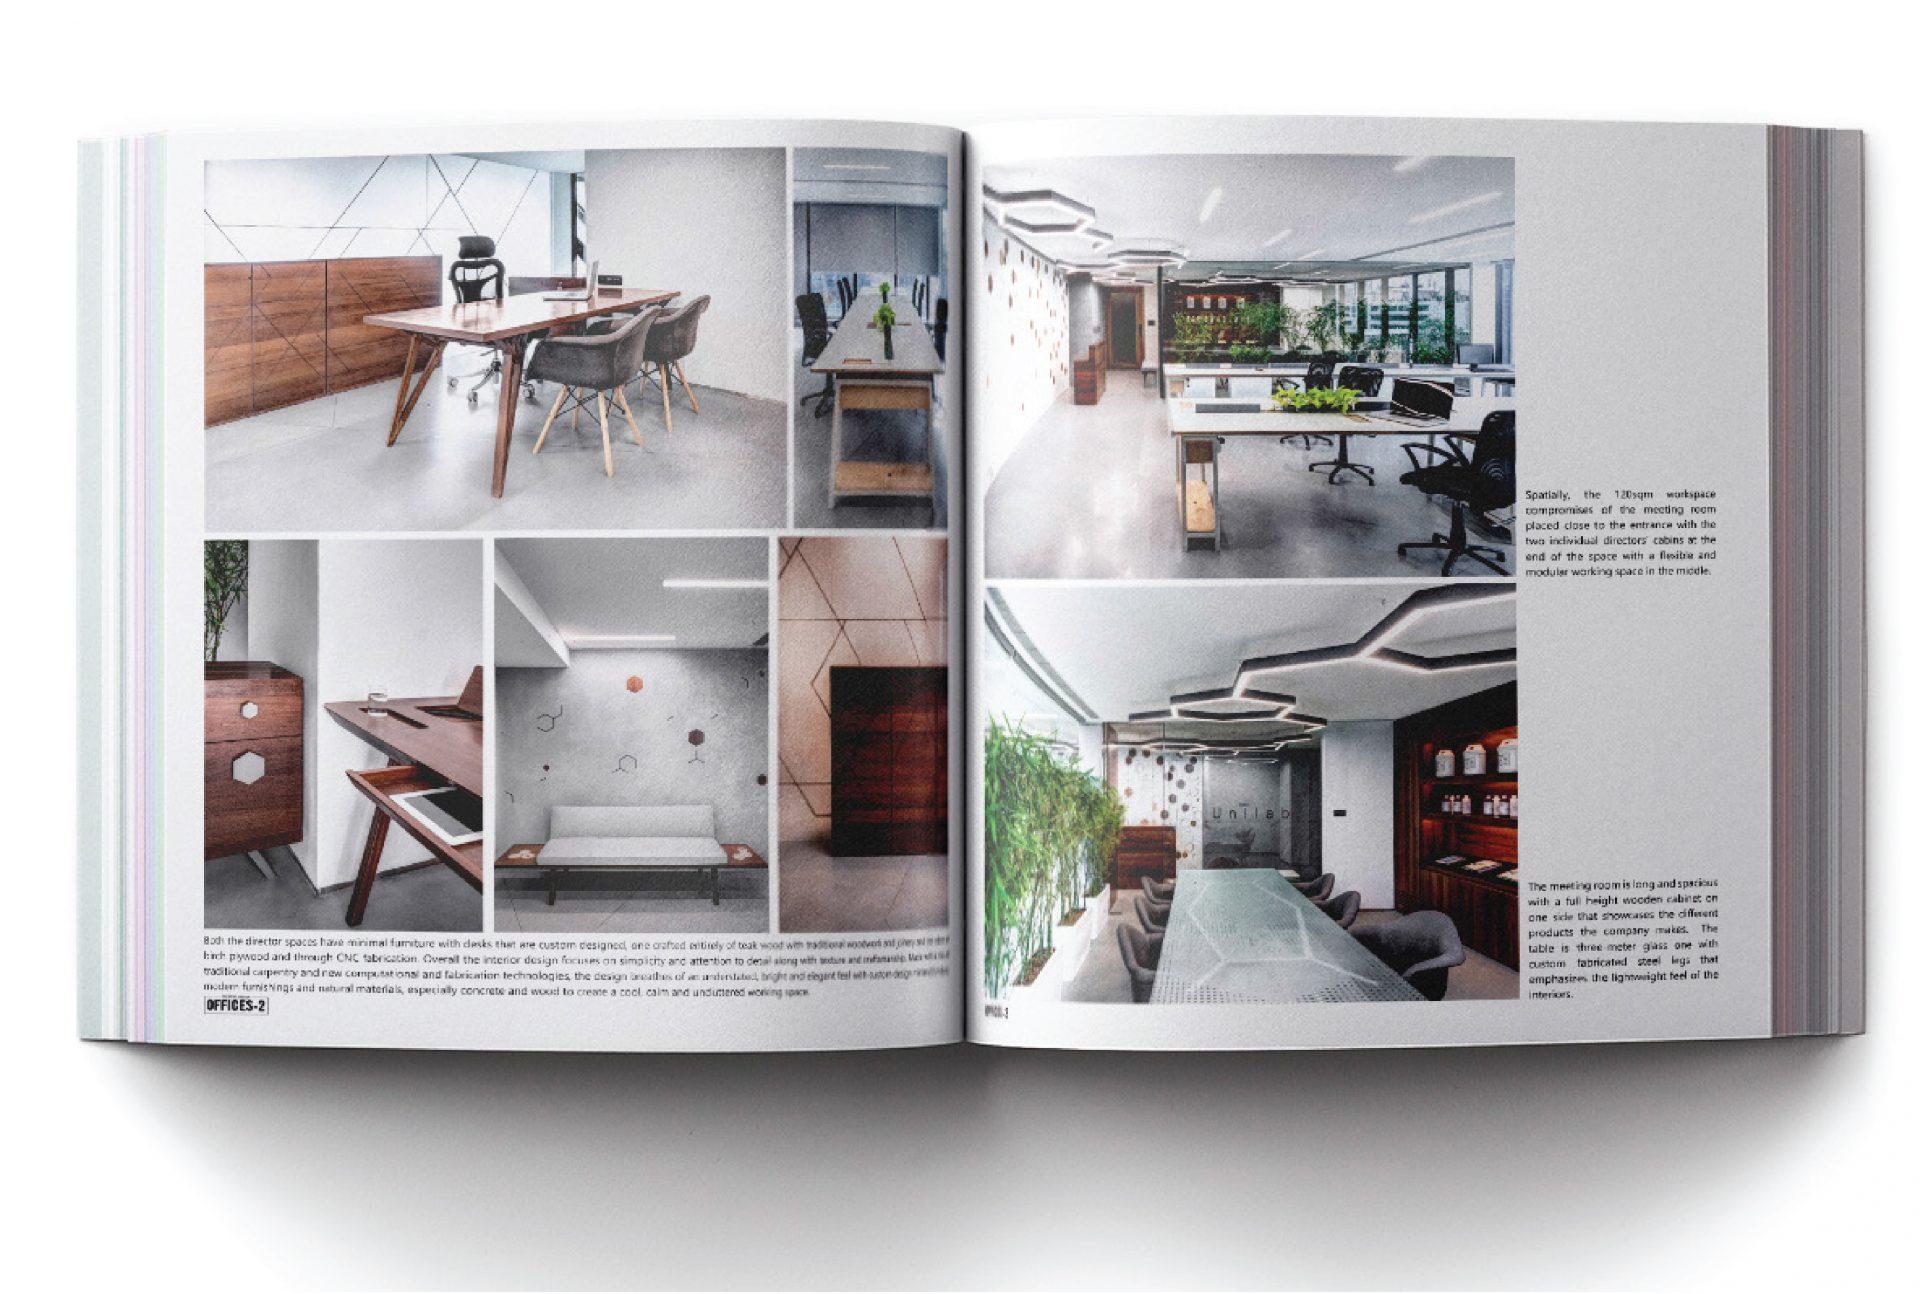 Both the director spaces have minimal furniture with desks that are custom designed, one crafted entirely of teak wood with traditional woodwork and joinery and
birch plywood and through CNC fabrication. Overall the interior design focuses on simplicity and attention to detail along with texture and craftsmanship.
traditional carpentry and new computational and fabrication technologies, the design breathes of an understated, bright and elegant feel with custom design
modern furnishings and natural materials, especially concrete and wood to create a cool, calm and uncluttered working space.
OFFICES-2
Unilab
Spatially, the 120sqm workspace
compromises of the meeting room
placed close to the entrance with the
two individual directors' cabins at the
end of the space with a flexible and
modular working space in the middle.
The meeting room is long and spacious
with a full height wooden cabinet on
one side that showcases the different
products the company makes. The
table is three meter glass one with
custom fabricated steel legs that
emphasizes the lightweight feel of the
interiors.